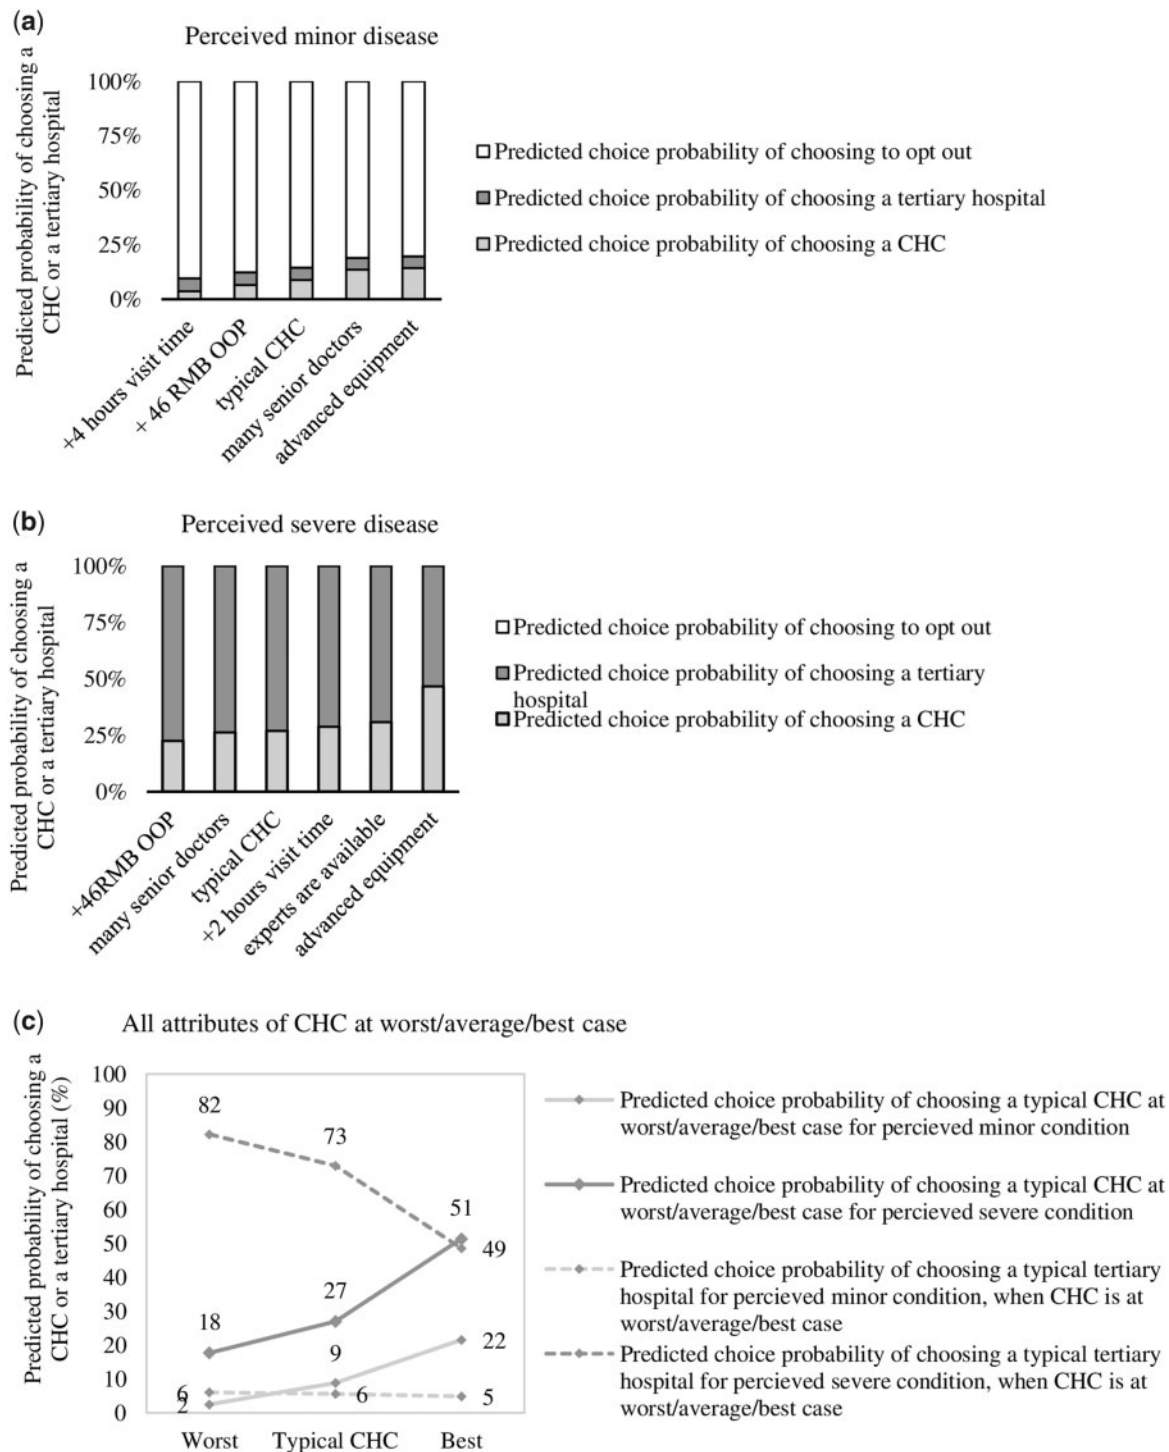 (a)
Perceived minor disease
Predicted probability of choosing a
CHC or a tertiary hospital
100%
75%
50%
25%
0%
+4 hours visit time
+ 46 RMB OOP
typical CHC
many senior doctors
advanced equipment
Predicted choice probability of choosing to opt out
Predicted choice probability of choosing a tertiary hospital
Predicted choice probability of choosing a CHC
(b)
Perceived severe disease
Predicted probability of choosing a
CHC or a tertiary hospital
100%
75%
50%
25%
0%
+46RMB OOP
many senior doctors
typical CHC
+2 hours visit time
experts are available
advanced equipment
Predicted choice probability of choosing to opt out
Predicted choice probability of choosing a tertiary
hospital
Predicted choice probability of choosing a CHC
(c)
All attributes of CHC at worst/average/best case
Predicted probability of choosing a
CHC or a tertiary hospital (%)
100
90
80
70
60
50
40
30
20
10
0
82
73
51
49
18
27
22
9
6
2
6
5
Worst
Typical CHC
Best
Predicted choice probability of choosing a typical CHC at
worst/average/best case for percieved minor condition
Predicted choice probability of choosing a typical CHC at
worst/average/best case for percieved severe condition
Predicted choice probability of choosing a typical tertiary
hospital for percieved minor condition, when CHC is at
worst/average/best case
Predicted choice probability of choosing a typical tertiary
hospital for percieved severe condition, when CHC is at
worst/average/best case